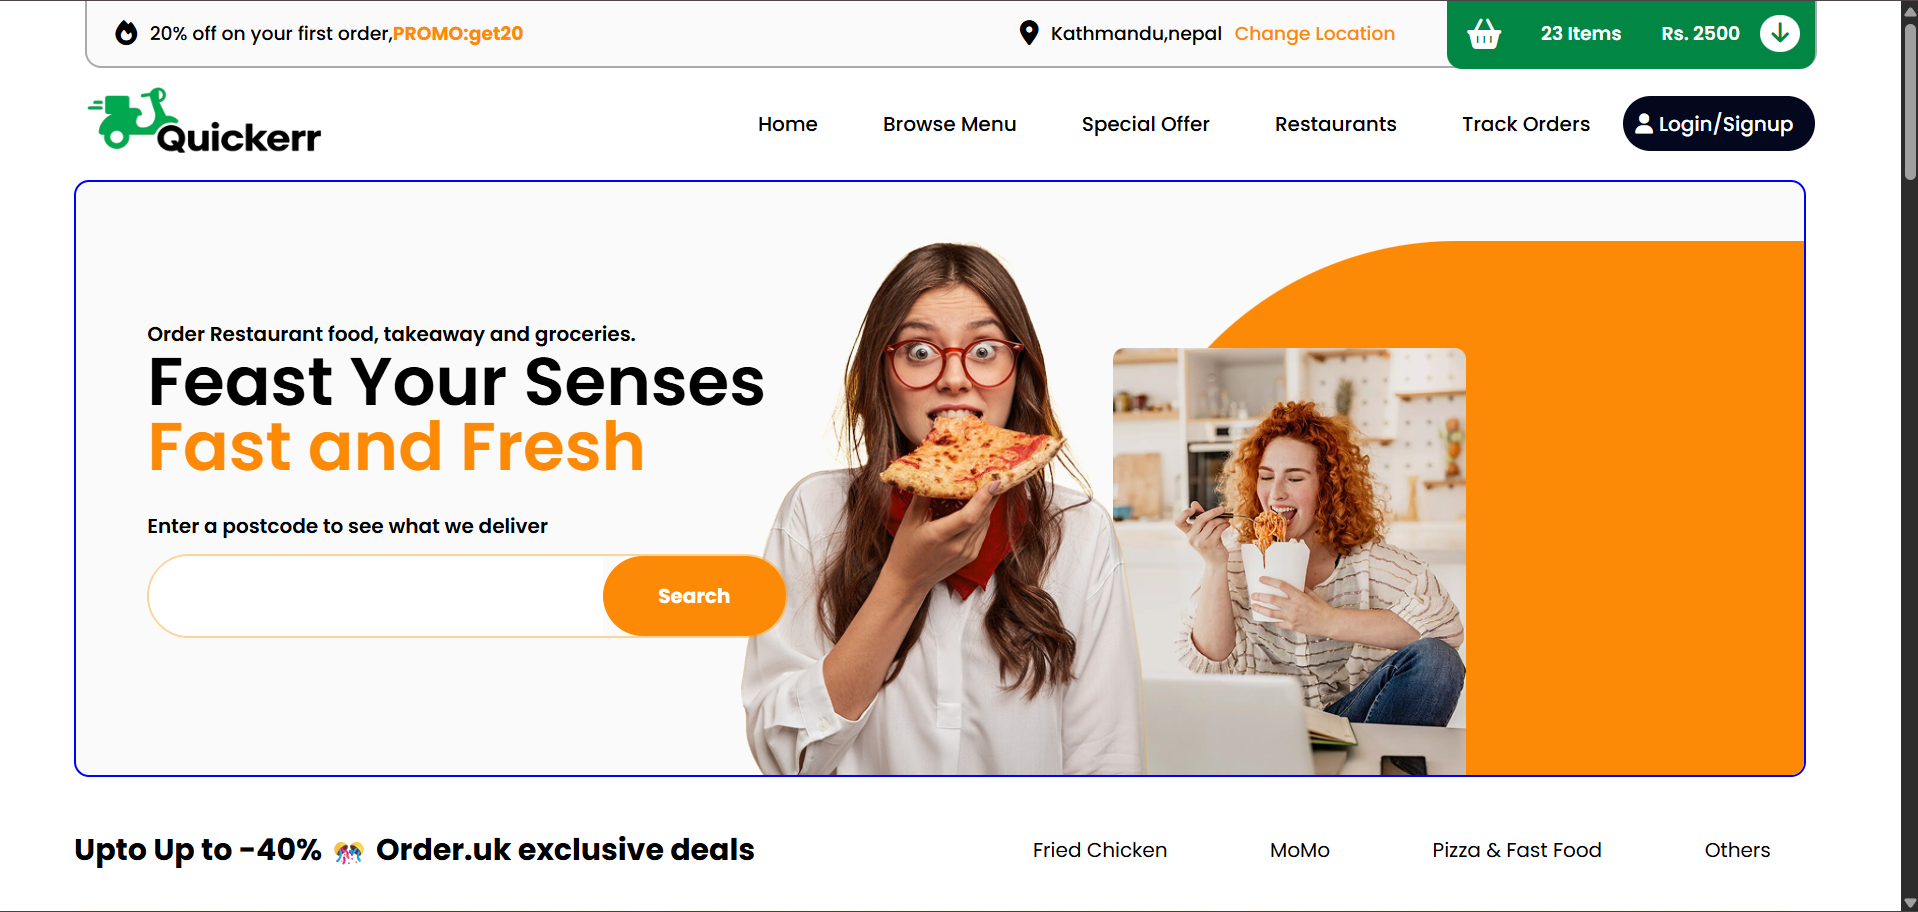 20% off on your first order,PROMO:get20
Kathmandu,nepal Change Location
23 Items Rs. 2500
Quickerr
Home Browse Menu Special Offer Restaurants Track Orders Login/Signup
Order Restaurant food, takeaway and groceries.
Feast Your Senses
Fast and Fresh
Enter a postcode to see what we deliver
Search
Upto Up to -40% 🎊 Order.uk exclusive deals
Fried Chicken MoMo Pizza & Fast Food Others